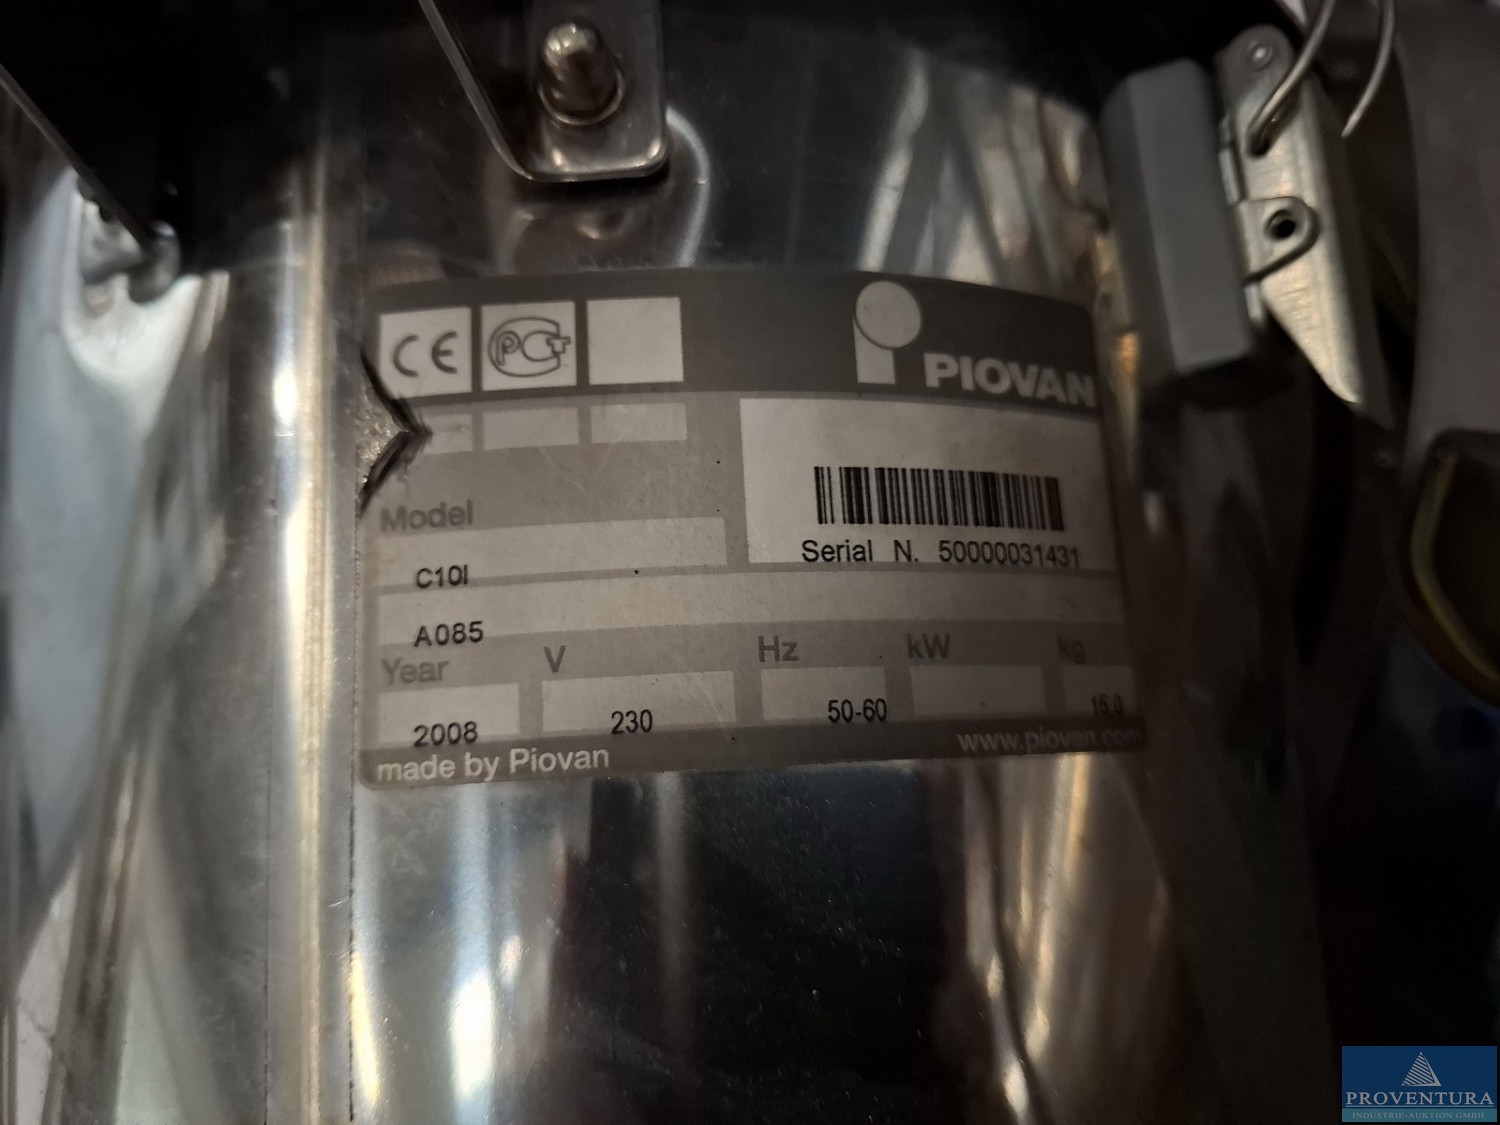 CE PCT
PIOVAN
Model
Serial N. 50000031431
C10I
A085
Year V Hz kW kg
2008 230 50-60 15.0
made by Piovan www.piovan.com
PROVENTURA
INDUSTRIE-AUKTION GMBH